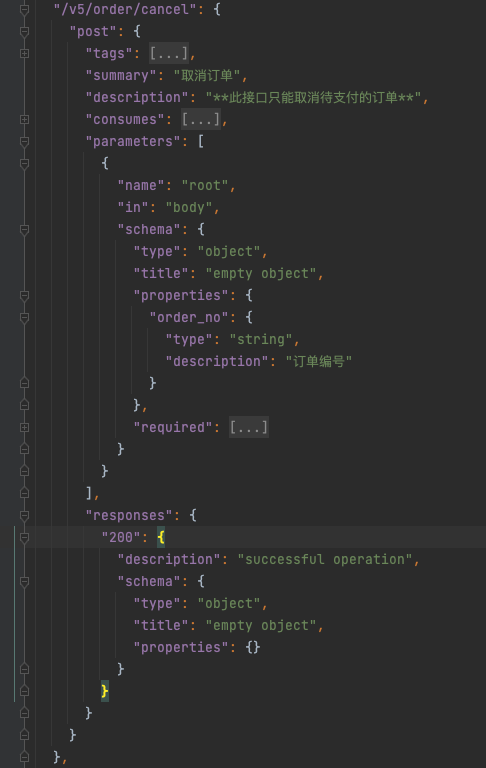 "/v5/order/cancel": {
"post": {
"tags": [...],
"summary": "取消订单",
"description": "**此接口只能取消待支付的订单**",
"consumes": [...],
"parameters": [
{
"name": "root",
"in": "body",
"schema": {
"type": "object",
"title": "empty object",
"properties": {
"order_no": {
"type": "string",
"description": "订单编号"
}
},
"required": [...]
}
}
],
"responses": {
"200": {
"description": "successful operation",
"schema": {
"type": "object",
"title": "empty object",
"properties": {}
}
}
}
}
},